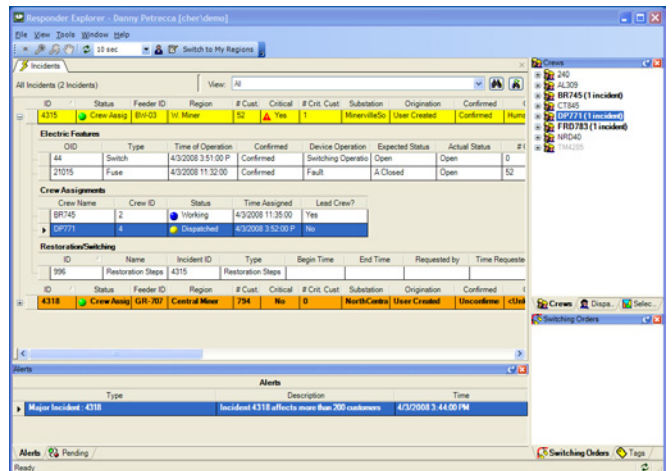 Responder Explorer - Danny Petrecca [cher\demo]
File View Tools Window Help
10 sec Switch to My Regions
Incidents
All Incidents (2 Incidents) View: All
ID Status Feeder ID Region # Cust. Critical # Crit. Cust. Substation Origination Confirmed
4315 Crew Assig BW-03 W. Miner 52 Yes 1 MinervilleSo User Created Confirmed Huma
Electric Features
OID Type Time of Operation Confirmed Device Operation Expected Status Actual Status # C
44 Switch 4/3/2008 3:51:00 P Confirmed Switching Operatio Open Open 0
21015 Fuse 4/3/2008 11:32:00 Confirmed Fault A Closed Open 52
Crew Assignments
Crew Name Crew ID Status Time Assigned Lead Crew?
BR745 2 Working 4/3/2008 11:35:00 Yes
DP771 4 Dispatched 4/3/2008 3:52:00 P No
Restoration/Switching
ID Name Incident ID Type Begin Time End Time Requested by Time Requeste
996 Restoration Steps 4315 Restoration Steps
ID Status Feeder ID Region # Cust. Critical # Crit. Cust. Substation Origination Confirmed
4318 Crew Assig GR-707 Central Miner 794 No 0 NorthCentra User Created Unconfirme <Unk
Alerts
Alerts
Type Description Time
Major Incident : 4318 Incident 4318 affects more than 200 customers 4/3/2008 3:44:00 PM
Alerts Pending
Ready
Crews
240
AL309
BR745 (1 incident)
CT845
DP771 (1 incident)
FRD783 (1 incident)
NRD40
TM4285
Crews Dispa.. Selec..
Switching Orders
Switching Orders Tags